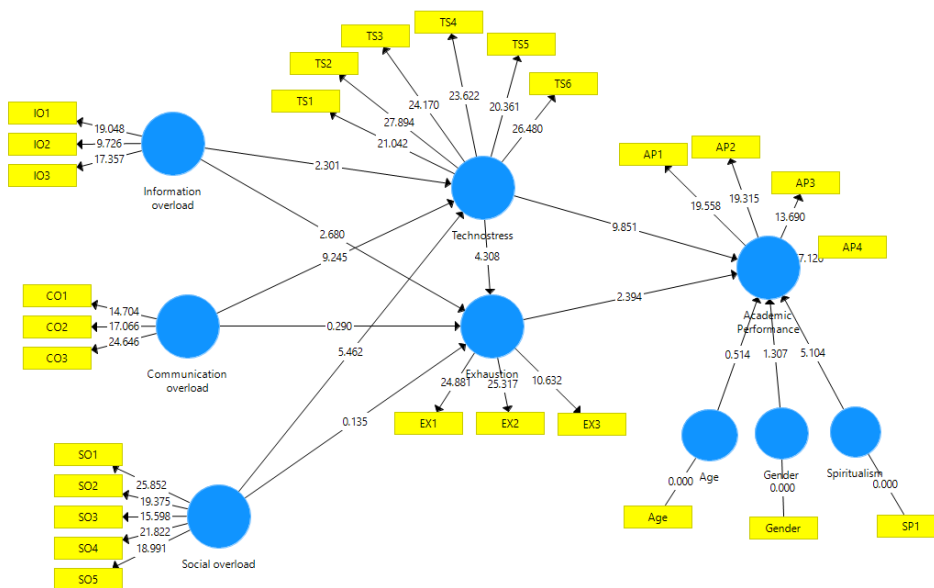 TS4
TS3
TS5
TS2
TS6
TS1
23.622
24.170
20.361
27.894
26.480
21.042
IO1
IO2
IO3
19.048
9.726
17.357
Information
overload
2.301
2.680
9.245
Technostress
4.308
9.851
AP1
AP2
AP3
AP4
19.558
19.315
13.690
Academic
Performance
CO1
CO2
CO3
14.704
17.066
24.646
Communication
overload
0.290
5.462
0.135
2.394
Exhaustion
24.881
25.317
10.632
EX1
EX2
EX3
0.514
1.307
5.104
Age
Gender
Spiritualism
0.000
0.000
0.000
Age
Gender
SP1
SO1
SO2
SO3
SO4
SO5
25.852
19.375
15.598
21.822
18.991
Social overload